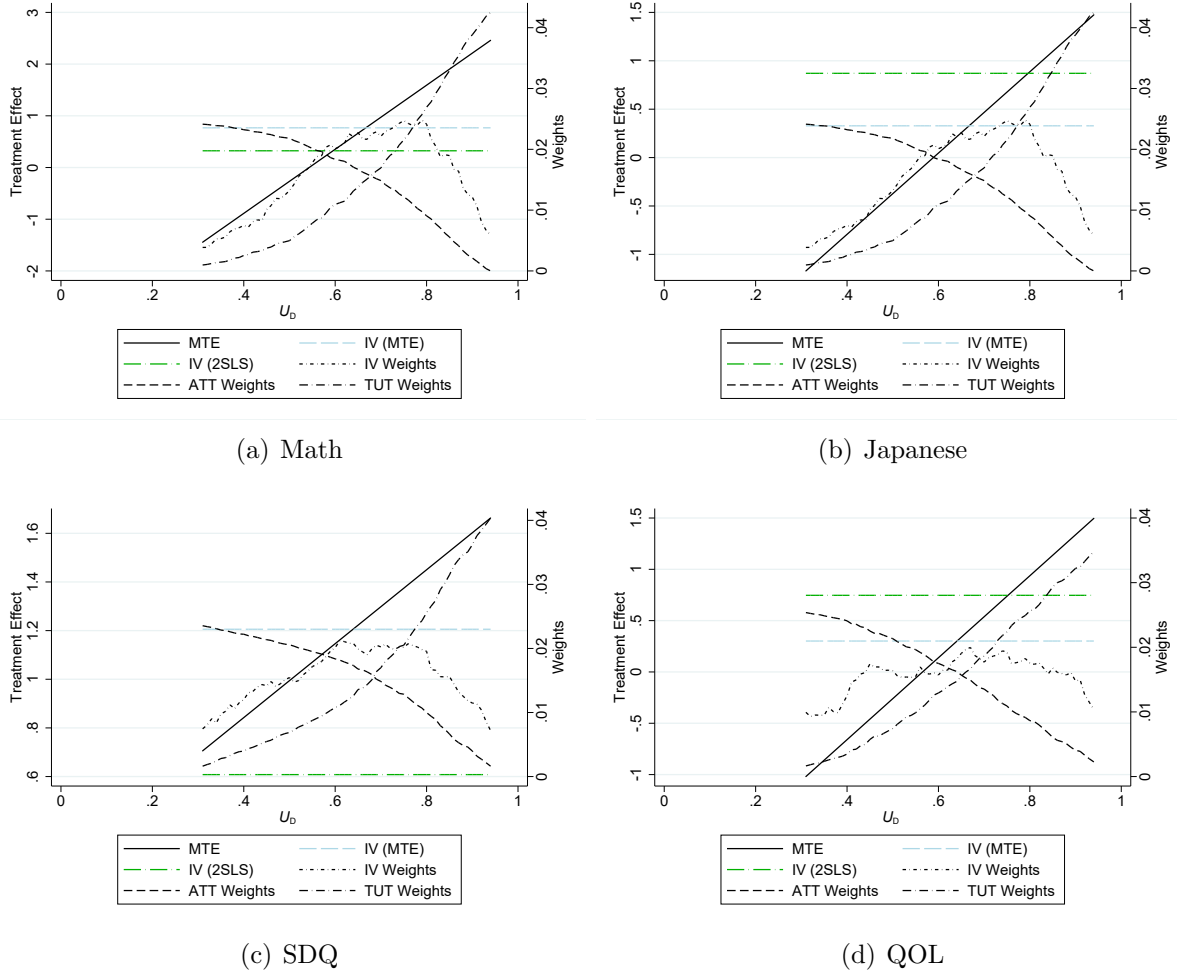 3
2
1
0
-1
-2
Treatment Effect
.04
.03
.02
.01
0
Weights
0 .2 .4 .6 .8 1
U_D
MTE IV (MTE)
IV (2SLS) IV Weights
ATT Weights TUT Weights
(a) Math
1.5
1
.5
0
-.5
-1
Treatment Effect
.04
.03
.02
.01
0
Weights
0 .2 .4 .6 .8 1
U_D
MTE IV (MTE)
IV (2SLS) IV Weights
ATT Weights TUT Weights
(b) Japanese
1.6
1.4
1.2
1
.8
.6
Treatment Effect
.04
.03
.02
.01
0
Weights
0 .2 .4 .6 .8 1
U_D
MTE IV (MTE)
IV (2SLS) IV Weights
ATT Weights TUT Weights
(c) SDQ
1.5
1
.5
0
-.5
-1
Treatment Effect
.04
.03
.02
.01
0
Weights
0 .2 .4 .6 .8 1
U_D
MTE IV (MTE)
IV (2SLS) IV Weights
ATT Weights TUT Weights
(d) QOL